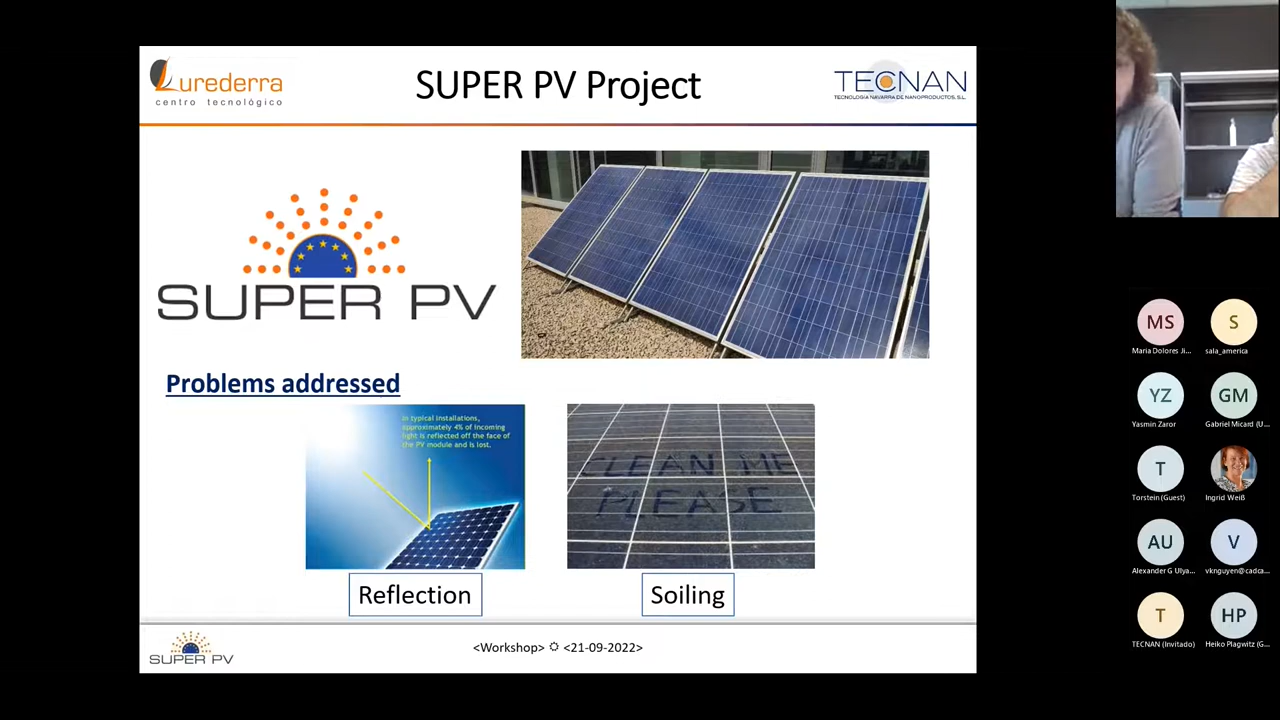 Lurederra
centro tecnológico
SUPER PV Project
TECNAN
TECNOLOGÍA NAVARRA DE NANOPRODUCTOS, S.L.
SUPER PV
Problems addressed
In typical installations,
approximately 4% of incoming
light is reflected off the face of
the PV module and is lost.
CLEAN ME
PLEASE
Reflection
Soiling
SUPER PV
<Workshop> ☼ <21-09-2022>
MS
Maria Dolores Ji...
S
sala_america
YZ
Yasmin Zaror
GM
Gabriel Micard (U...
T
Torstein (Guest)
Ingrid Weiß
AU
Alexander G Ulya...
V
vknguyen@cadca...
T
TECNAN (Invitado)
HP
Heiko Plagwitz (G...